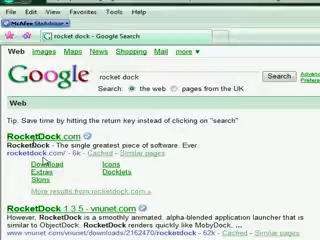 File View Favorites Tools Help
McAfee SiteAdvisor
rocket dock - Google Search
Web Images Maps News Shopping Mail more
Google rocket dock Search
Search: the web pages from the UK
Web
Tip: Save time by hitting the return key instead of clicking on "search"
RocketDock.com
RocketDock - The single greatest piece of software. Ever.
rocketdock.com/ - 6k - Cached - Similar pages
Download Icons
Extras Docklets
Skins
More results from rocketdock.com »
RocketDock 1.3.5 - vnunet.com
However, RocketDock is a smoothly animated, alpha-blended application launcher that is
similar to ObjectDock. RocketDock renders quickly like MobyDock. ...
www.vnunet.com/vnunet/downloads/2162470/rocketdock - 62k - Cached - Similar pages